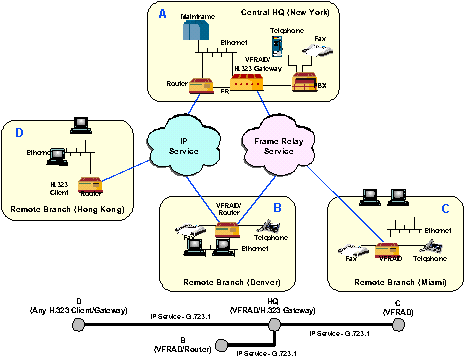 A
Central HQ (New York)
Mainframe
Telephone
Fax
Ethernet
VFRAD/
H.323 Gateway
Router
FR
PBX
D
Ethernet
H.323
Client
Router
Remote Branch (Hong Kong)
IP
Service
Frame Relay
Service
VFRAD/
Router
B
Fax
Telephone
Ethernet
Remote Branch (Denver)
C
Ethernet
Fax
VFRAD
Telephone
Remote Branch (Miami)
D
(Any H.323 Client/Gateway)
HQ
(VFRAD/H.323 Gateway)
C
(VFRAD)
IP Service - G.723.1
IP Service - G.723.1
B
(VFRAD/Router)
IP Service - G.723.1